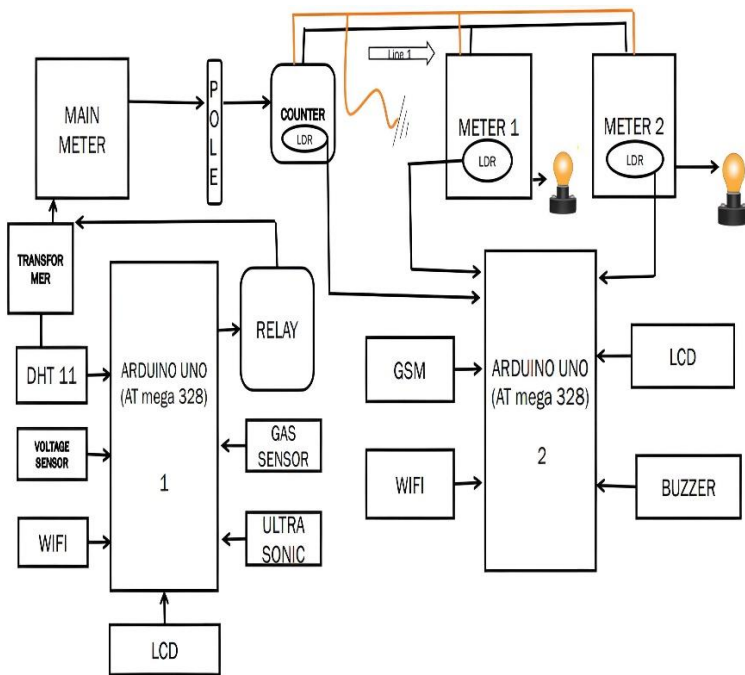 MAIN
METER
P
O
L
E
COUNTER
LDR
Line 1
METER 1
LDR
METER 2
LDR
TRANSFOR
MER
DHT 11
VOLTAGE
SENSOR
WIFI
ARDUINO UNO
(AT mega 328)
1
RELAY
GAS
SENSOR
ULTRA
SONIC
LCD
GSM
WIFI
ARDUINO UNO
(AT mega 328)
2
LCD
BUZZER